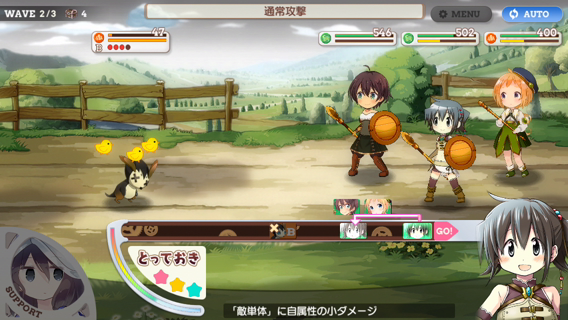 WAVE 2/3 4
通常攻撃
MENU
AUTO
47
B
546
502
400
B'
GO!
とっておき
SUPPORT
「敵単体」に自属性の小ダメージ